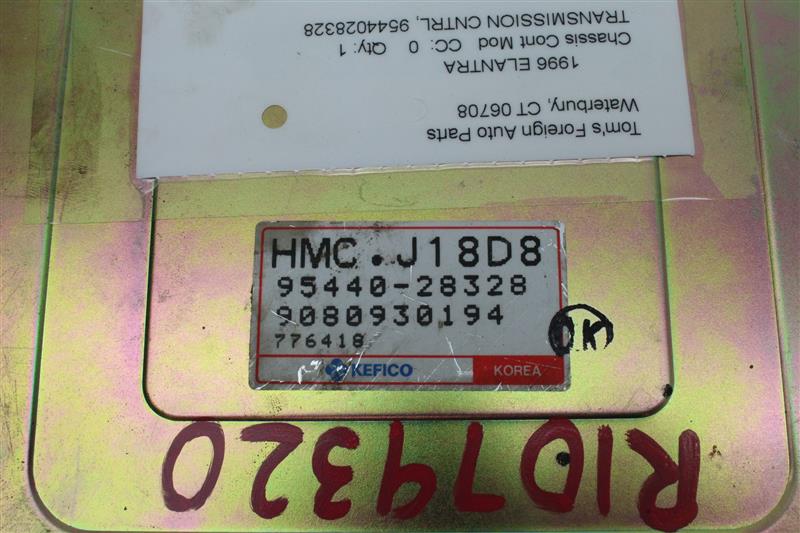 Tom's Foreign Auto Parts
Waterbury, CT 06708
1996 ELANTRA
Chassis Cont Mod CC: 0 Qty: 1
TRANSMISSION CNTRL, 9544028328
HMC.J18D8
95440-28328
9080930194
776418
OK
KEFICO KOREA
R1079320